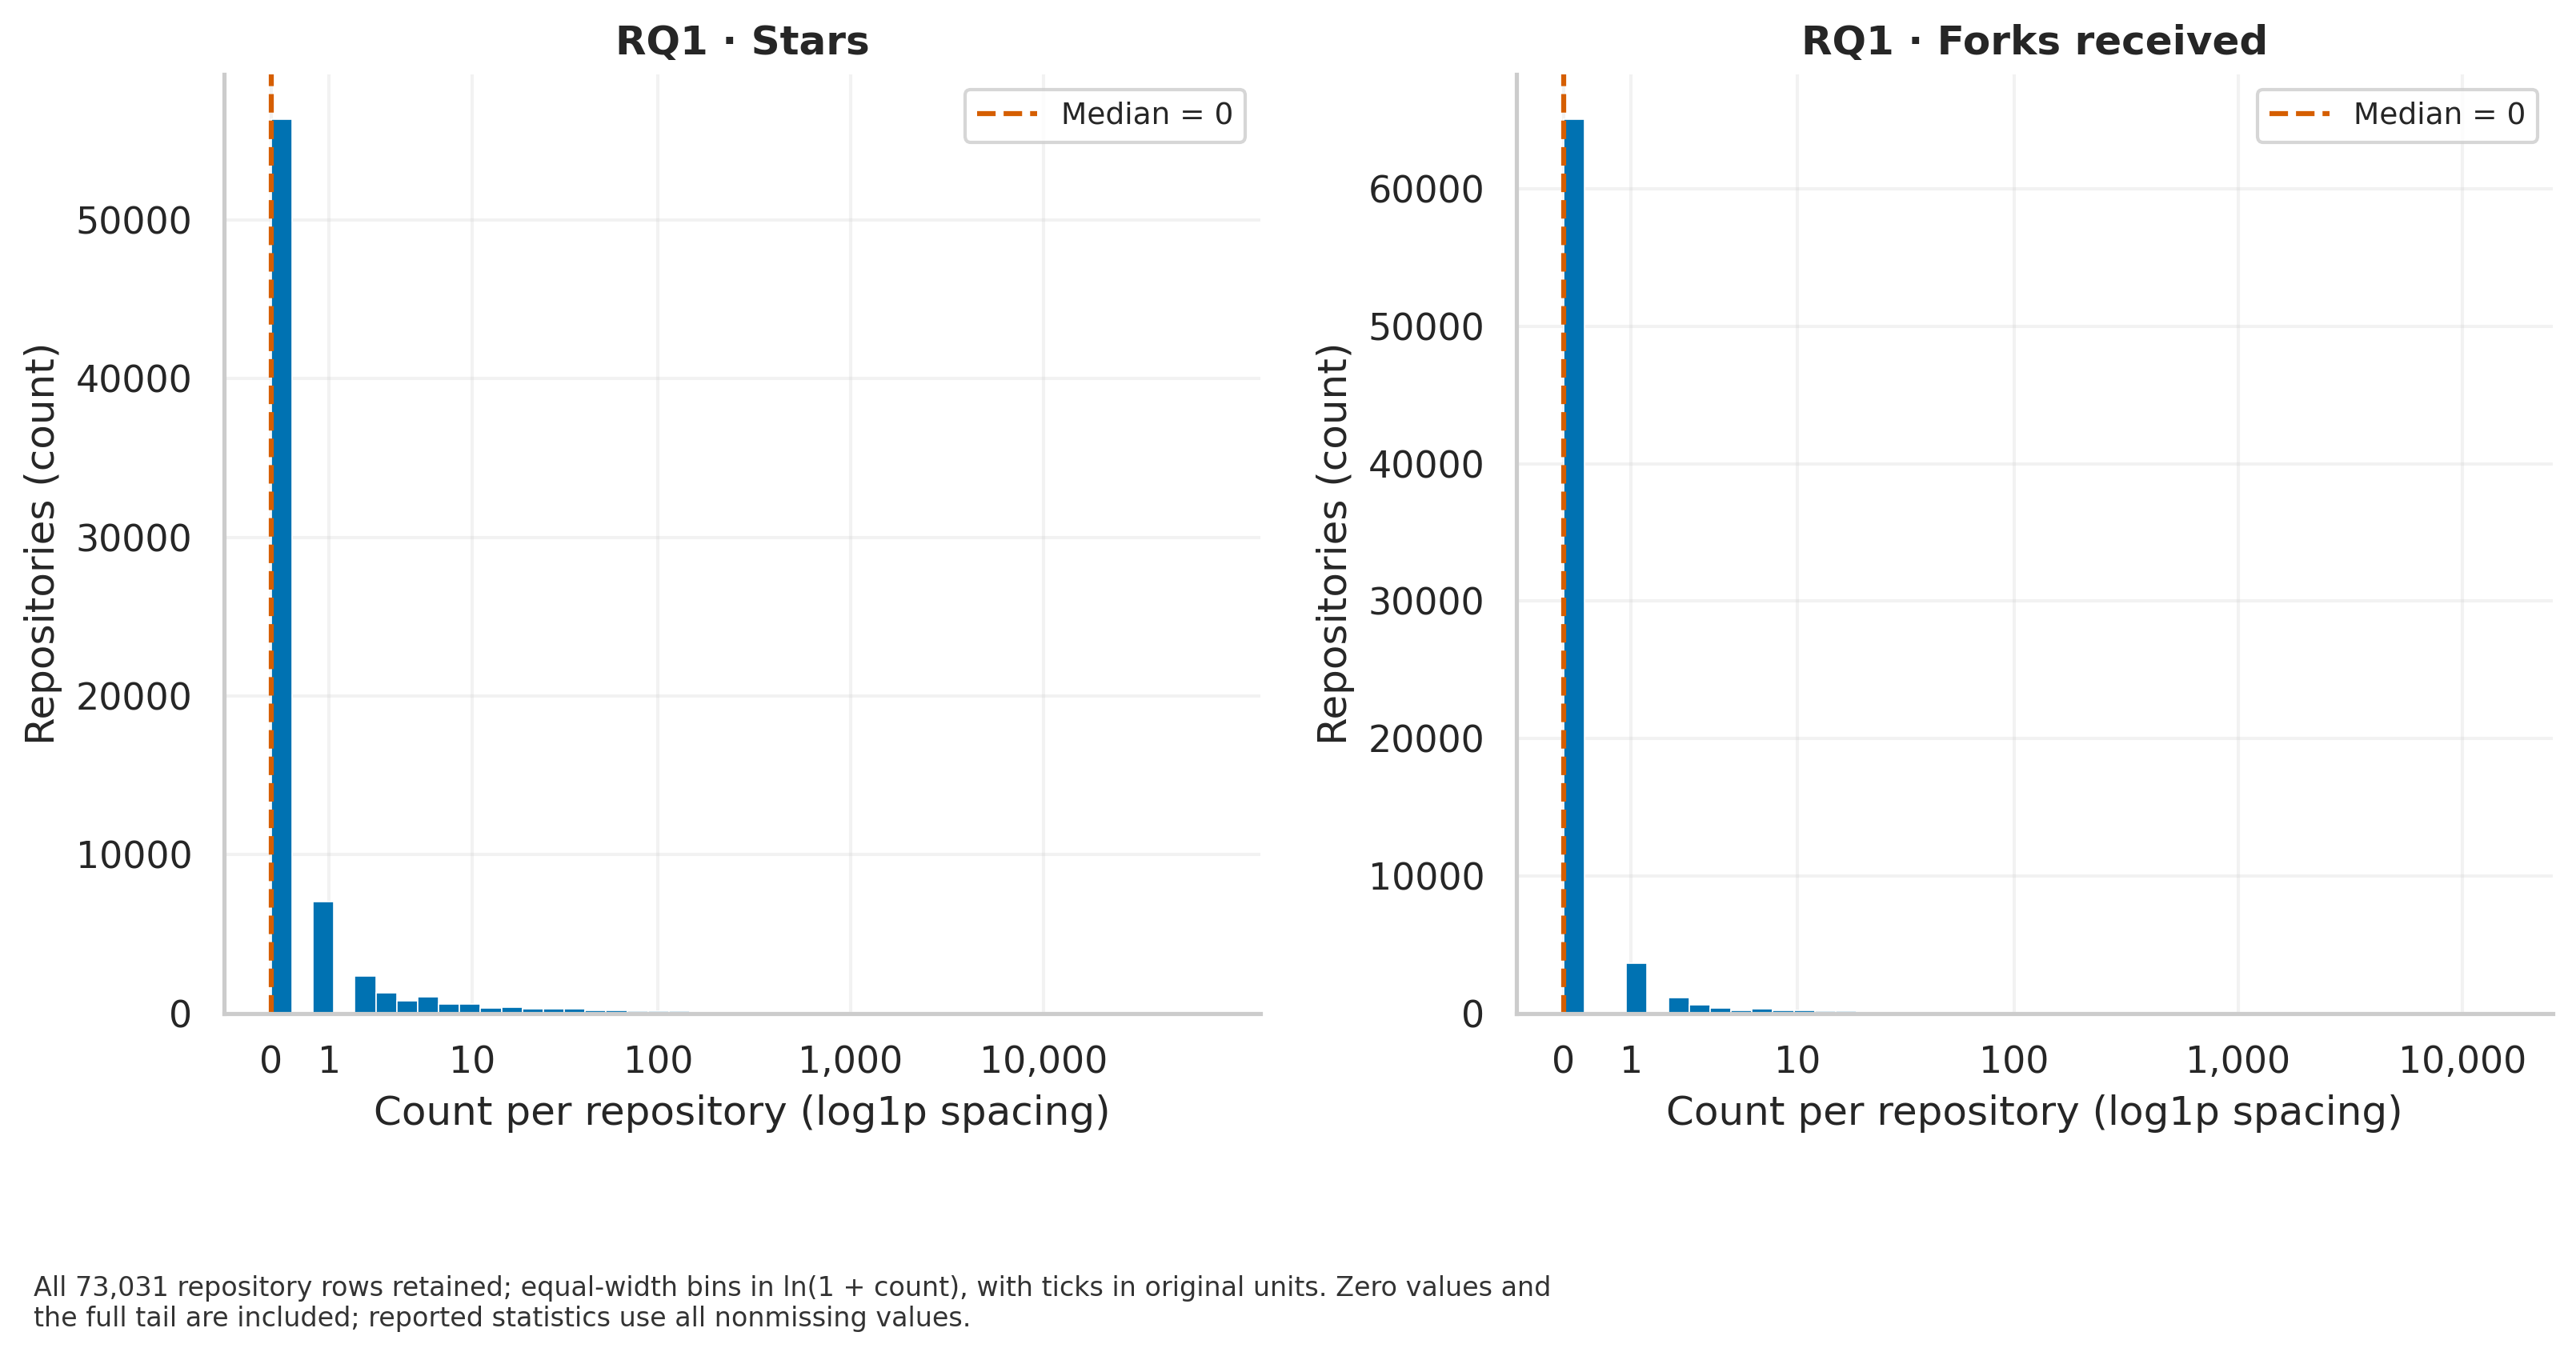 RQ1 · Stars
Median = 0
Repositories (count)
50000
40000
30000
20000
10000
0
0 1 10 100 1,000 10,000
Count per repository (log1p spacing)
RQ1 · Forks received
Median = 0
Repositories (count)
60000
50000
40000
30000
20000
10000
0
0 1 10 100 1,000 10,000
Count per repository (log1p spacing)
All 73,031 repository rows retained; equal-width bins in ln(1 + count), with ticks in original units. Zero values and
the full tail are included; reported statistics use all nonmissing values.